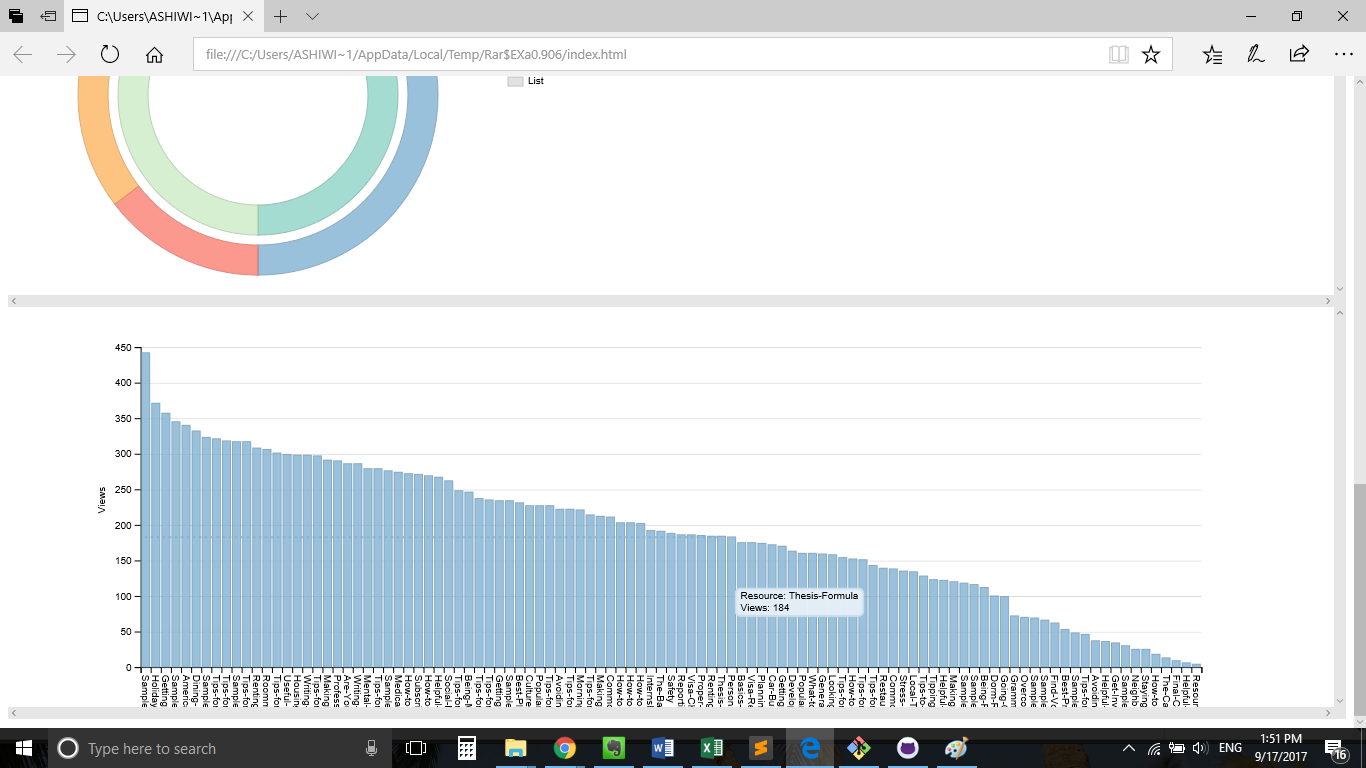 C:\Users\ASHIWI~1\Ap
file:///C:/Users/ASHIWI~1/AppData/Local/Temp/Rar$EXa0.906/index.html
List
450
400
350
300
250
200
150
100
50
0
Views
Resource: Thesis-Formula
Views: 184
Sample
Holiday
Getting
Sample
Ameri
Dining-
Sample
Tips-fo
Tips-fo
Sample
Tips-fo
Renting
Roomm
Tips-fo
Useful-
Housin
Writing
Tips-fo
Making
Profess
Are-Yo
Writing
Mental
Tips-fo
Sample
Medica
How-to
Subscri
How-to
Helpful
Social-
Tips-fo
Being-
Tips-fo
Tips-fo
Getting
Sample
Best-P
Culture
Popula
Tips-fo
Avoidin
Tips-fo
Mornin
Tips-fo
Making
Commo
How-to
How-to
How-to
Interns
The-Ba
Safety
Reporti
Visa-Cl
Proper
Renting
Thesis-
Person
Basics-
Visa-R
Plannin
Car-Bu
Getting
Develo
Popula
What-t
Genera
Looking
Tips-fo
How-to
Tips-fo
Tips-fo
Restau
Commo
Stress-
Local-T
Tips-to
Tipping
Helpful
Making
Sample
Sample
Being-
Dorm-
Going-
Gramm
Overco
Sample
Sample
Find-V
Best-P
Sample
Tips-fo
Avoidin
Helpful
Get-Inv
Sample
Neighb
Staying
How-to
The-Ca
Final-C
Helpful
Resour
Type here to search
ENG
1:51 PM
9/17/2017
16